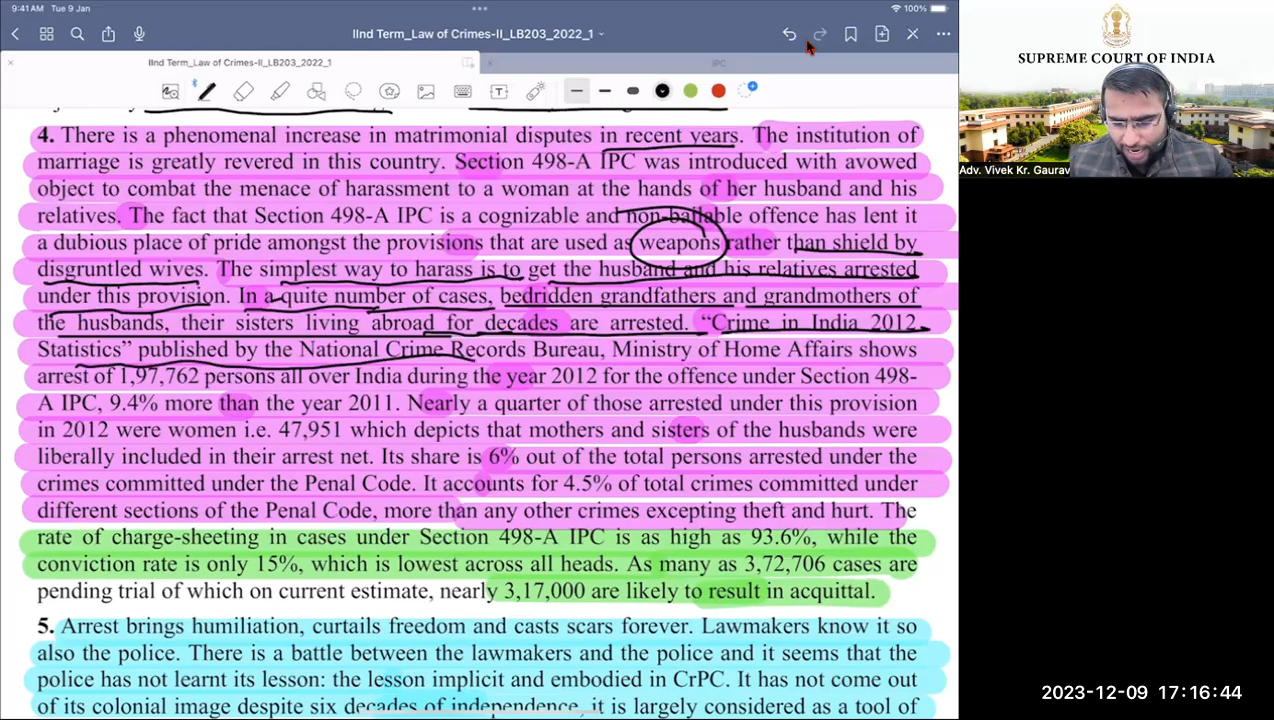 9:41 AM Tue 9 Jan
100%
IInd Term_Law of Crimes-II_LB203_2022_1
IInd Term_Law of Crimes-II_LB203_2022_1
IPC
4. There is a phenomenal increase in matrimonial disputes in recent years. The institution of
marriage is greatly revered in this country. Section 498-A IPC was introduced with avowed
object to combat the menace of harassment to a woman at the hands of her husband and his
relatives. The fact that Section 498-A IPC is a cognizable and non-bailable offence has lent it
a dubious place of pride amongst the provisions that are used as weapons rather than shield by
disgruntled wives. The simplest way to harass is to get the husband and his relatives arrested
under this provision. In a quite number of cases, bedridden grandfathers and grandmothers of
the husbands, their sisters living abroad for decades are arrested. “Crime in India 2012
Statistics” published by the National Crime Records Bureau, Ministry of Home Affairs shows
arrest of 1,97,762 persons all over India during the year 2012 for the offence under Section 498-
A IPC, 9.4% more than the year 2011. Nearly a quarter of those arrested under this provision
in 2012 were women i.e. 47,951 which depicts that mothers and sisters of the husbands were
liberally included in their arrest net. Its share is 6% out of the total persons arrested under the
crimes committed under the Penal Code. It accounts for 4.5% of total crimes committed under
different sections of the Penal Code, more than any other crimes excepting theft and hurt. The
rate of charge-sheeting in cases under Section 498-A IPC is as high as 93.6%, while the
conviction rate is only 15%, which is lowest across all heads. As many as 3,72,706 cases are
pending trial of which on current estimate, nearly 3,17,000 are likely to result in acquittal.
5. Arrest brings humiliation, curtails freedom and casts scars forever. Lawmakers know it so
also the police. There is a battle between the lawmakers and the police and it seems that the
police has not learnt its lesson: the lesson implicit and embodied in CrPC. It has not come out
of its colonial image despite six decades of independence, it is largely considered as a tool of
SUPREME COURT OF INDIA
Adv. Vivek Kr. Gaurav
2023-12-09 17:16:44